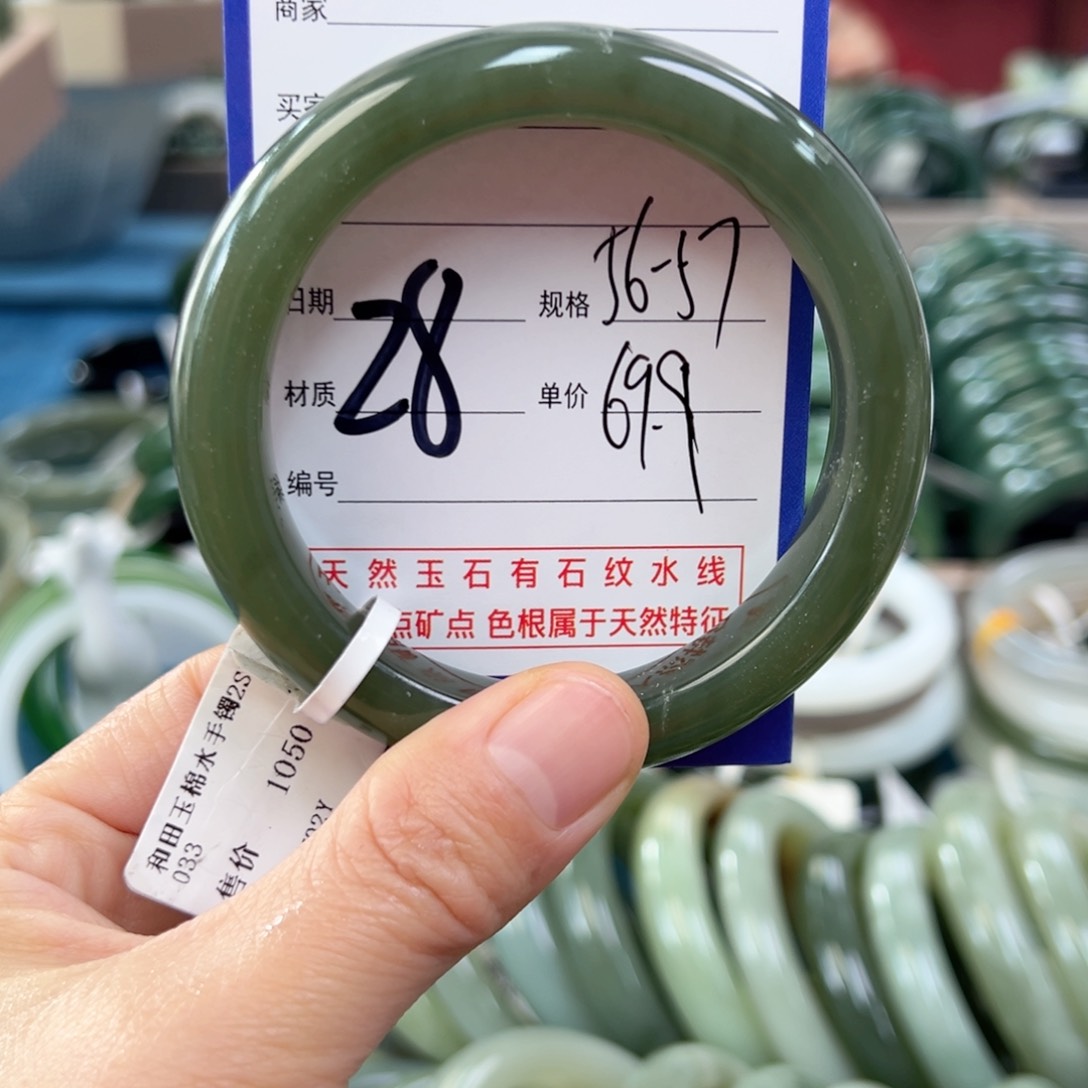 商家
买家
日期 28 规格 56-57
材质 单价 699
编号
天然玉石有石纹水线
点矿点 色根属于天然特征
和田玉棉水手镯2S
033
售价 1050